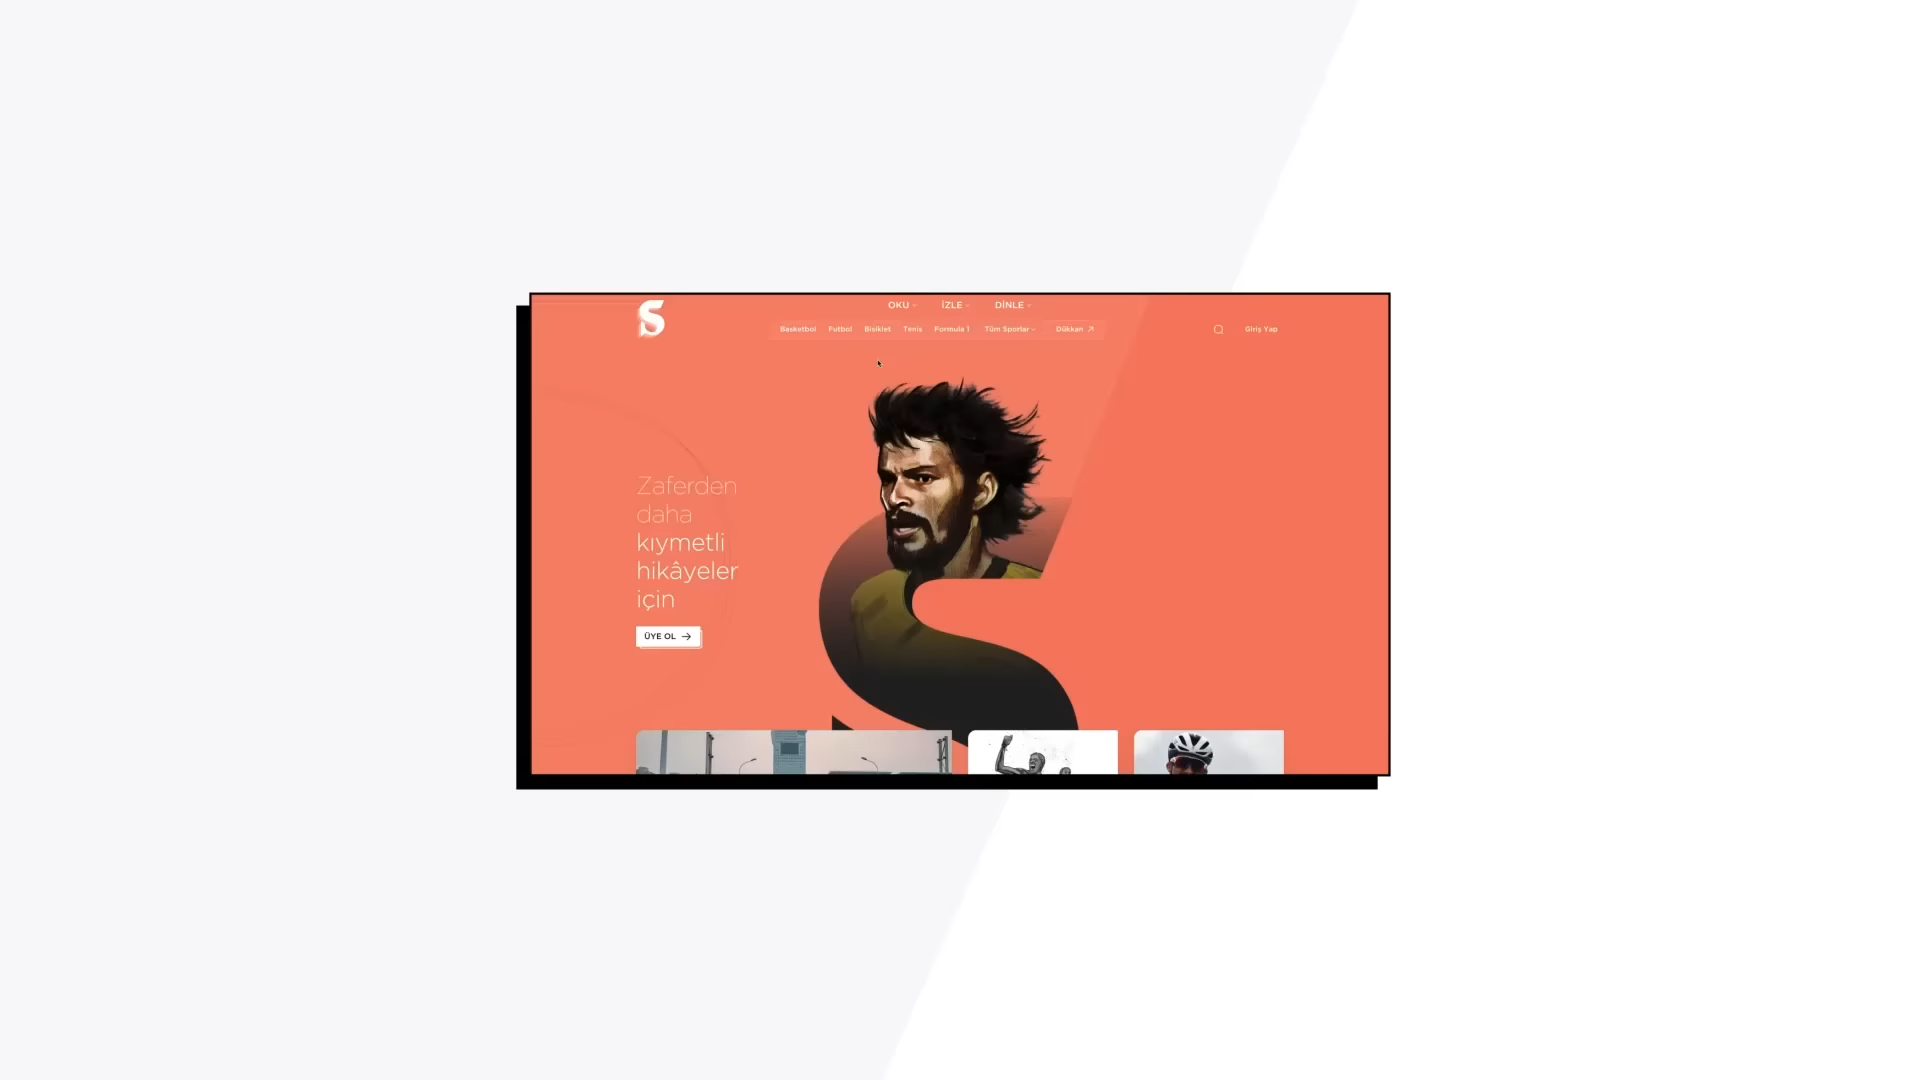 S
OKU
İZLE
DİNLE
Basketbol Futbol Bisiklet Tenis Formula 1 Tüm Sporlar Dükkan
Giriş Yap
Zaferden
daha
kıymetli
hikâyeler
için
ÜYE OL